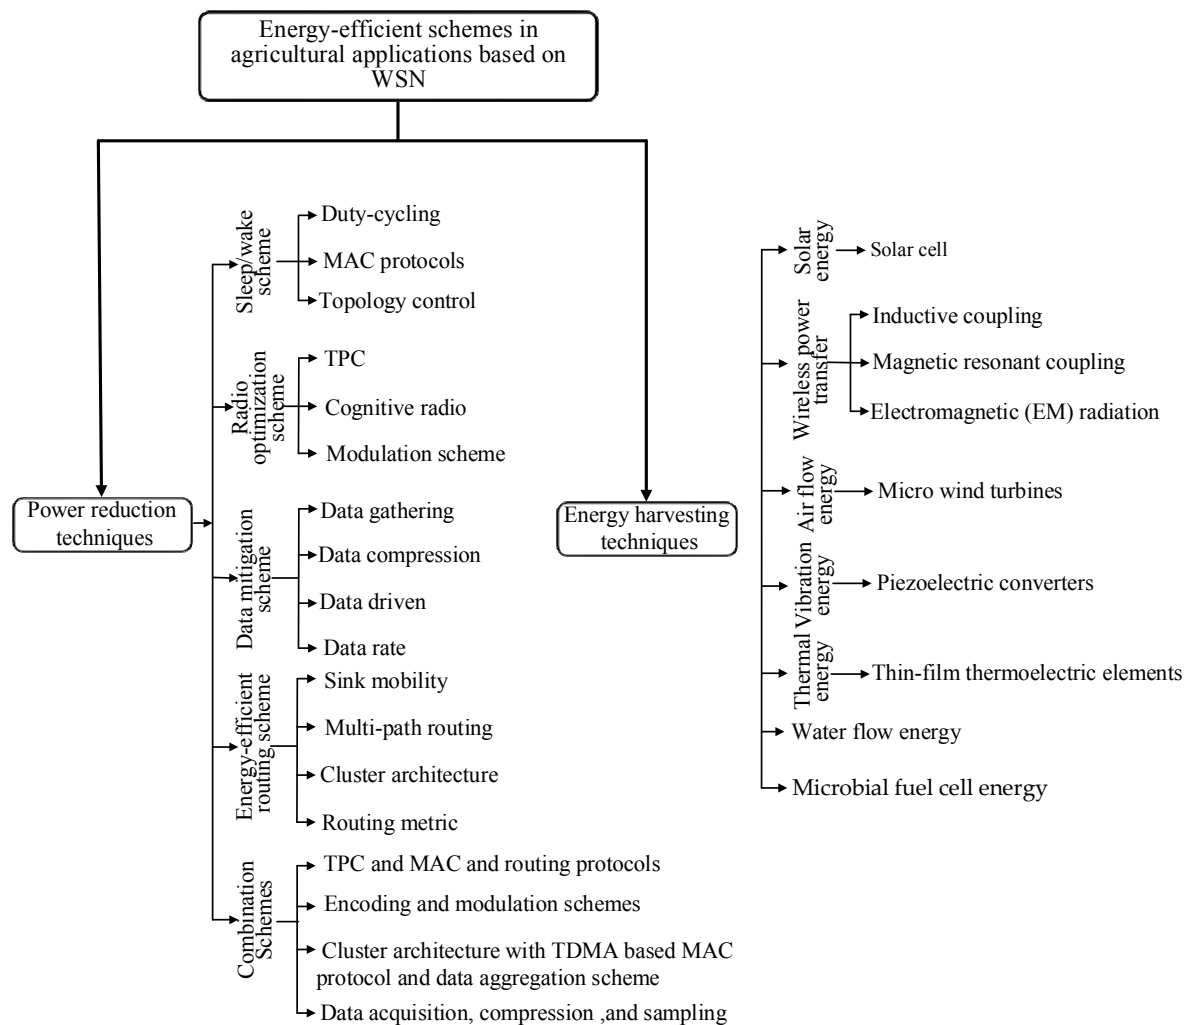 Energy-efficient schemes in
agricultural applications based on
WSN
Power reduction
techniques
Sleep/wake
scheme
Duty-cycling
MAC protocols
Topology control
Radio
optimization
scheme
TPC
Cognitive radio
Modulation scheme
Data mitigation
scheme
Data gathering
Data compression
Data driven
Data rate
Energy-efficient
routing scheme
Sink mobility
Multi-path routing
Cluster architecture
Routing metric
Combination
Schemes
TPC and MAC and routing protocols
Encoding and modulation schemes
Cluster architecture with TDMA based MAC
protocol and data aggregation scheme
Data acquisition, compression ,and sampling
Energy harvesting
techniques
Solar
energy
Solar cell
Wireless power
transfer
Inductive coupling
Magnetic resonant coupling
Electromagnetic (EM) radiation
Air flow
energy
Micro wind turbines
Vibration
energy
Piezoelectric converters
Thermal
energy
Thin-film thermoelectric elements
Water flow energy
Microbial fuel cell energy